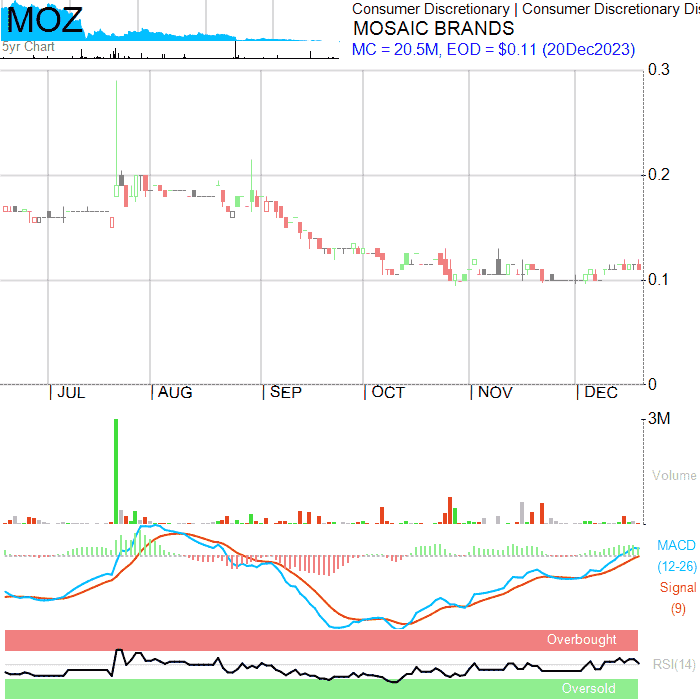 MOZ
5yr Chart
Consumer Discretionary | Consumer Discretionary Dis
MOSAIC BRANDS
MC = 20.5M, EOD = $0.11 (20Dec2023)
0.3
0.2
0.1
0
JUL
AUG
SEP
OCT
NOV
DEC
3M
Volume
MACD
(12-26)
Signal
(9)
Overbought
RSI(14)
Oversold